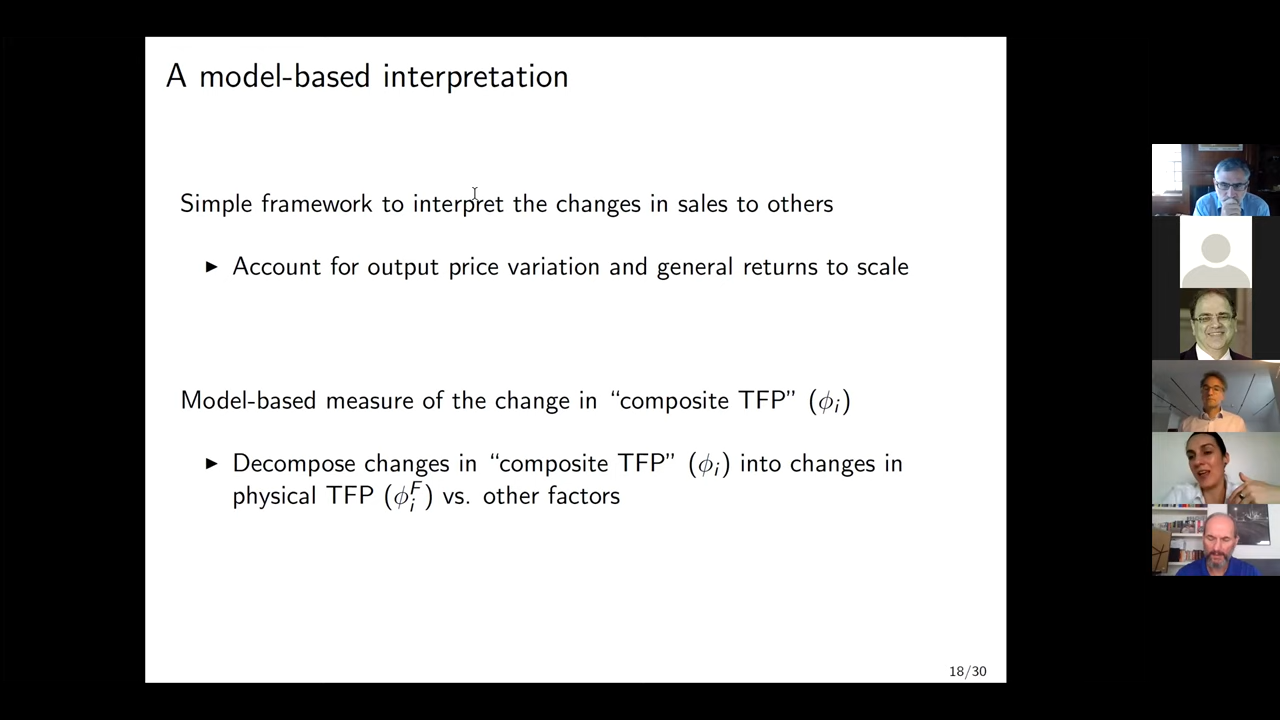 A model-based interpretation
Simple framework to interpret the changes in sales to others
▶ Account for output price variation and general returns to scale
Model-based measure of the change in “composite TFP” (ϕᵢ)
▶ Decompose changes in “composite TFP” (ϕᵢ) into changes in
physical TFP (ϕᵢᶠ) vs. other factors
18/30